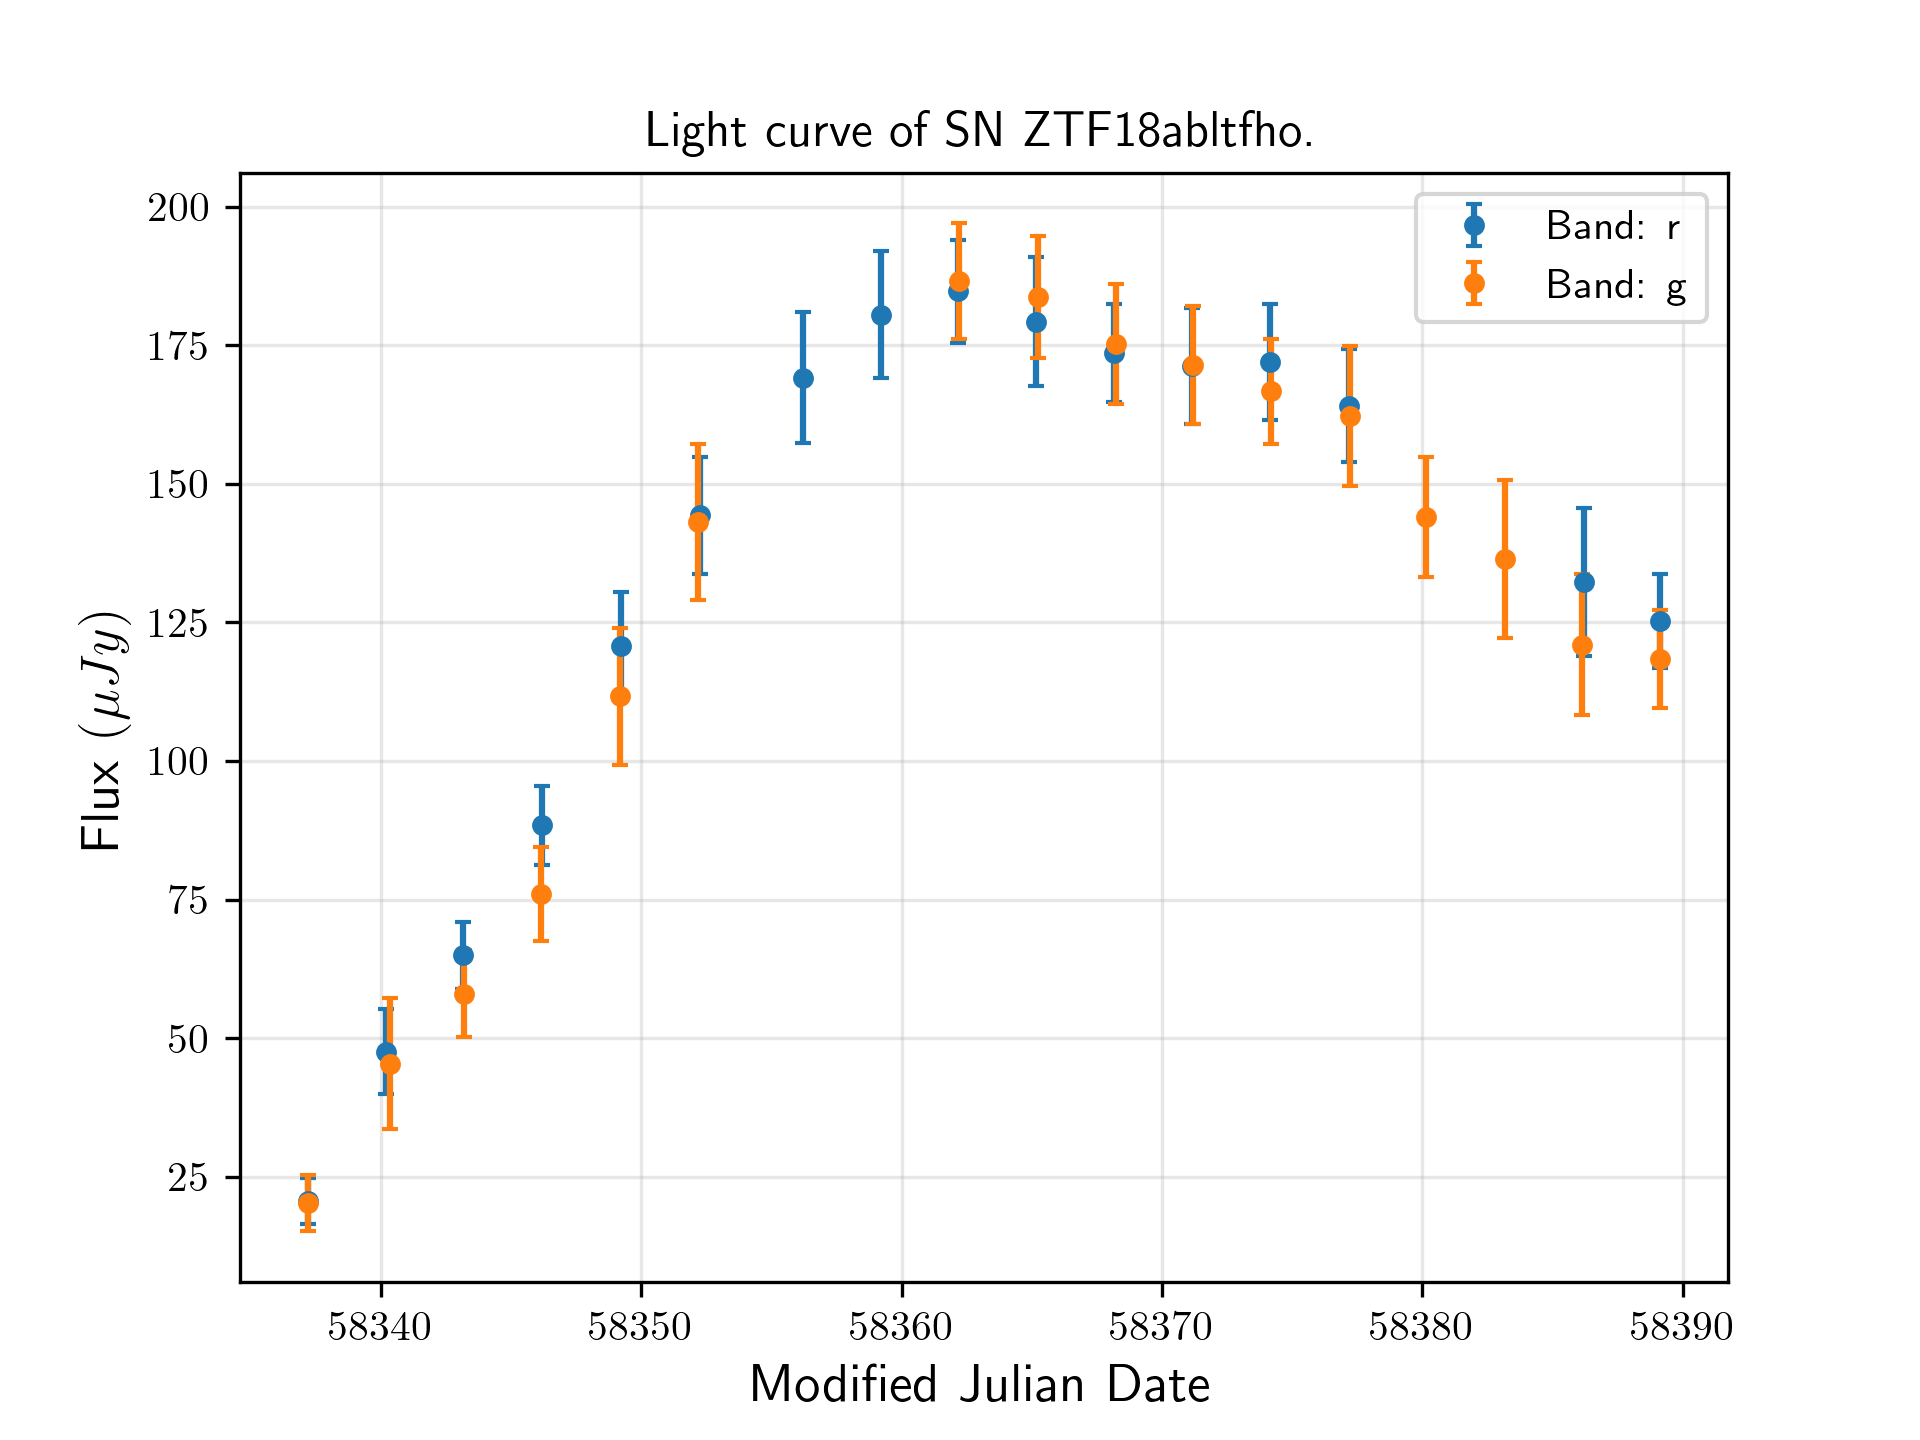 Light curve of SN ZTF18abltfho.
Band: r
Band: g
200
175
150
125
100
75
50
25
Flux (μJy)
58340 58350 58360 58370 58380 58390
Modified Julian Date